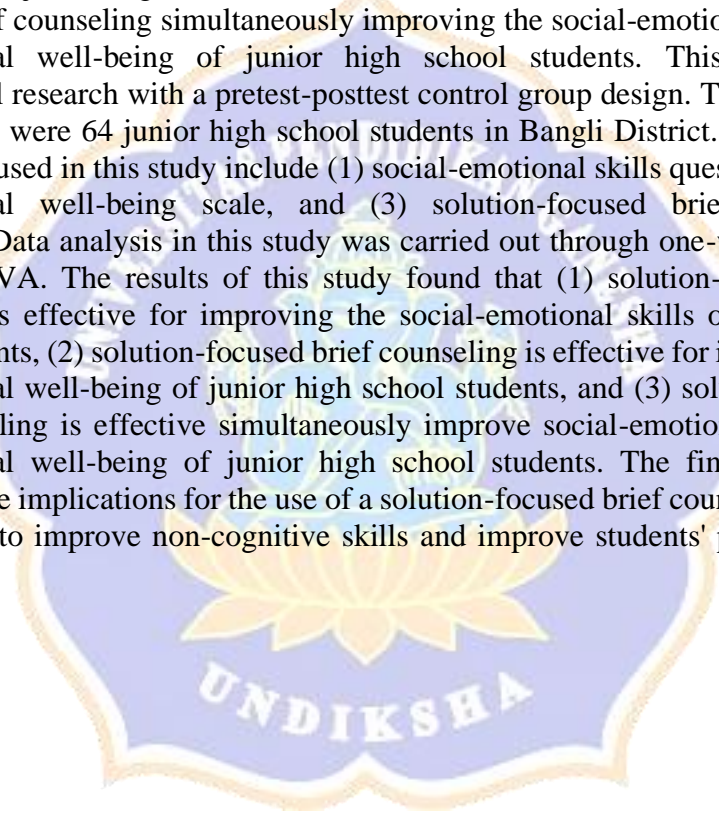 f counseling simultaneously improving the social-emotio
al well-being of junior high school students. This
l research with a pretest-posttest control group design. T
were 64 junior high school students in Bangli District.
used in this study include (1) social-emotional skills ques
al well-being scale, and (3) solution-focused brie
Data analysis in this study was carried out through one-
VA. The results of this study found that (1) solution-
s effective for improving the social-emotional skills o
nts, (2) solution-focused brief counseling is effective for i
al well-being of junior high school students, and (3) sol
ling is effective simultaneously improve social-emotio
al well-being of junior high school students. The fin
e implications for the use of a solution-focused brief cour
to improve non-cognitive skills and improve students' p
UNIVERSITAS PENDIDIKAN GANESHA
UNDIKSHA